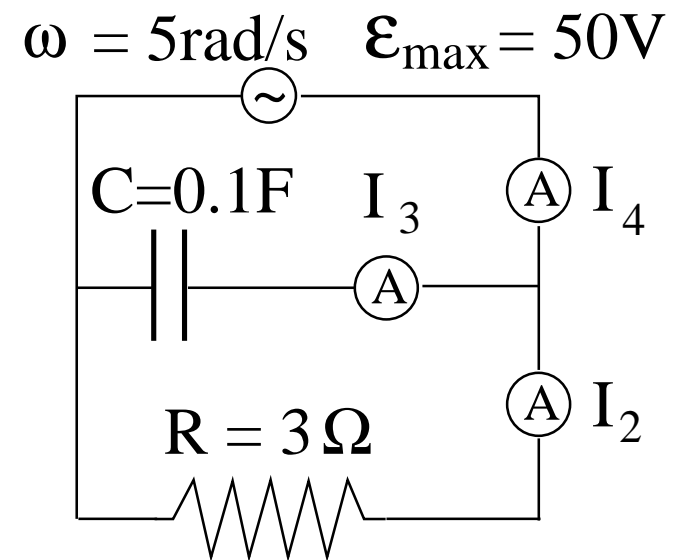 ω = 5rad/s ε_max = 50V
~
C=0.1F I_3 A I_4
A
A I_2
R = 3 Ω